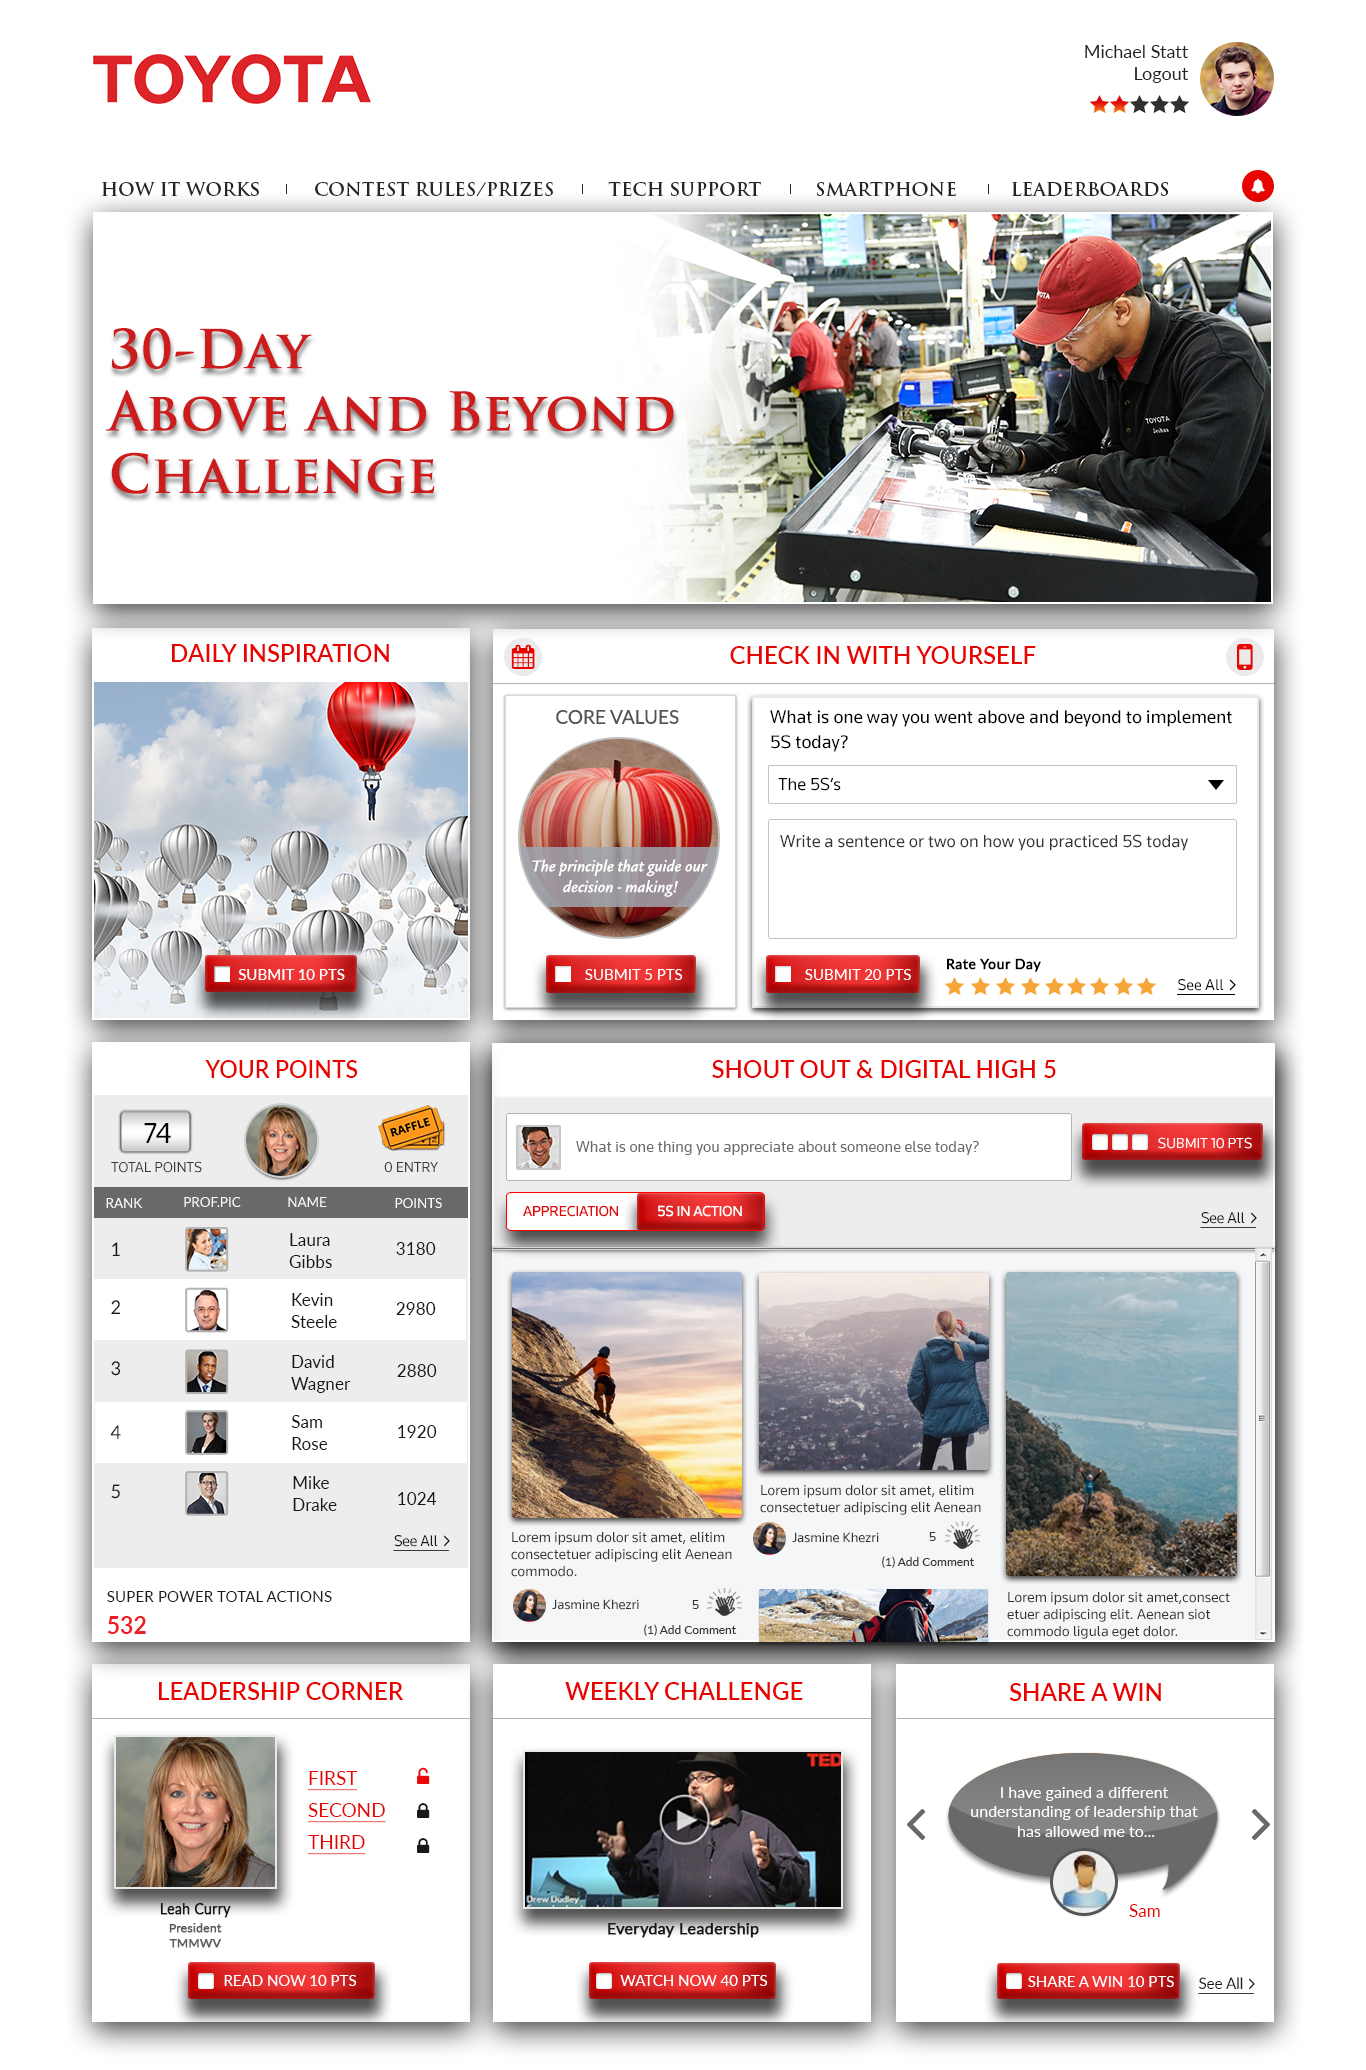 TOYOTA
Michael Statt
Logout
HOW IT WORKS
CONTEST RULES/PRIZES
TECH SUPPORT
SMARTPHONE
LEADERBOARDS
30-Day
Above and Beyond
Challenge
TOYOTA
TOYOTA
Joshua
DAILY INSPIRATION
SUBMIT 10 PTS
CHECK IN WITH YOURSELF
CORE VALUES
The principle that guide our
decision - making!
SUBMIT 5 PTS
What is one way you went above and beyond to implement
5S today?
The 5S's
Write a sentence or two on how you practiced 5S today
SUBMIT 20 PTS
Rate Your Day
See All >
YOUR POINTS
74
TOTAL POINTS
RAFFLE
0 ENTRY
RANK PROF.PIC NAME POINTS
1 Laura Gibbs 3180
2 Kevin Steele 2980
3 David Wagner 2880
4 Sam Rose 1920
5 Mike Drake 1024
See All >
SUPER POWER TOTAL ACTIONS
532
SHOUT OUT & DIGITAL HIGH 5
What is one thing you appreciate about someone else today?
SUBMIT 10 PTS
APPRECIATION
5S IN ACTION
See All >
Lorem ipsum dolor sit amet, elitim
consectetuer adipiscing elit Aenean
commodo.
Jasmine Khezri 5
(1) Add Comment
Lorem ipsum dolor sit amet, elitim
consectetuer adipiscing elit Aenean
Jasmine Khezri 5
(1) Add Comment
Lorem ipsum dolor sit amet,consect
etuer adipiscing elit. Aenean siot
commodo ligula eget dolor.
LEADERSHIP CORNER
FIRST
SECOND
THIRD
Leah Curry
President
TMMWV
READ NOW 10 PTS
WEEKLY CHALLENGE
TED
Drew Dudley
Everyday Leadership
WATCH NOW 40 PTS
SHARE A WIN
I have gained a different
understanding of leadership that
has allowed me to...
Sam
SHARE A WIN 10 PTS
See All >